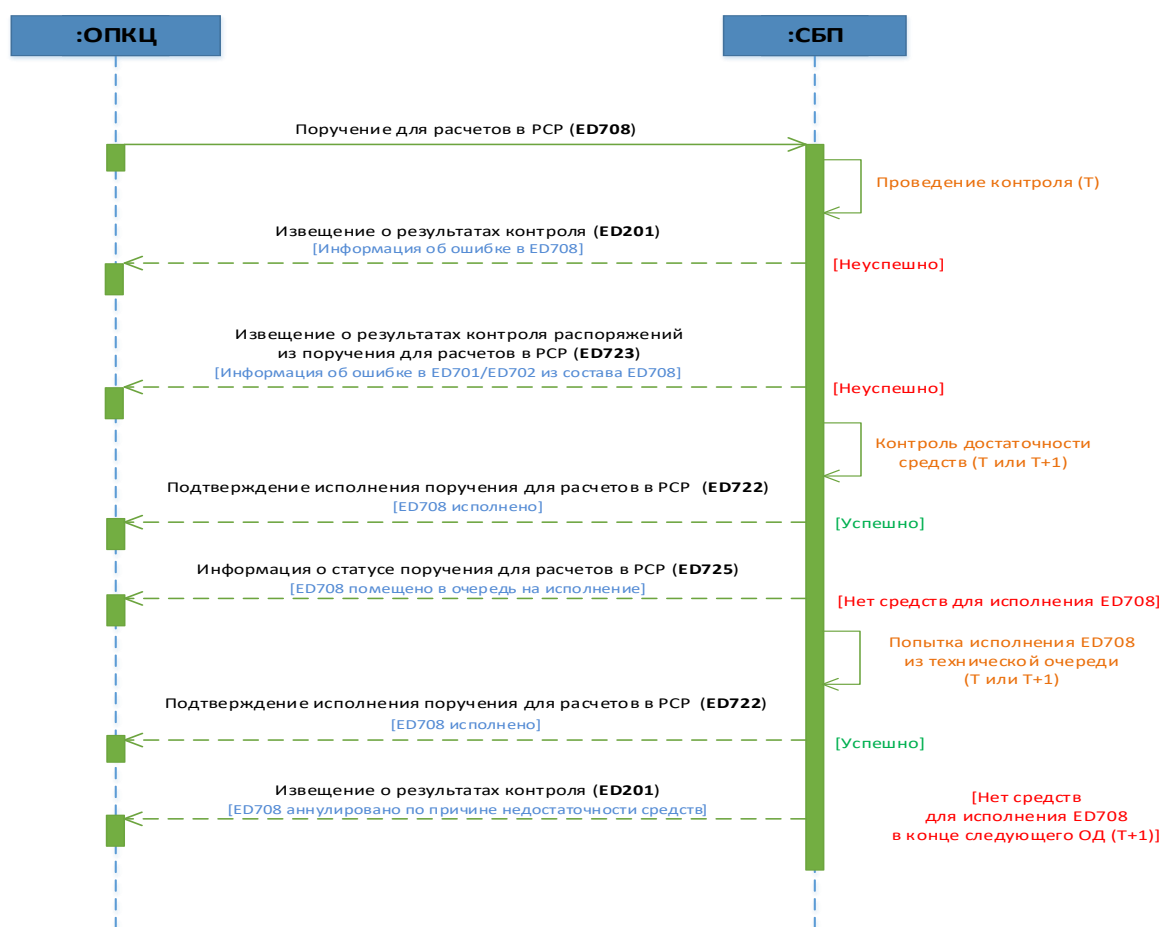 :ОПКЦ
:СБП
Поручение для расчетов в РСР (ED708)
Проведение контроля (Т)
Извещение о результатах контроля (ED201)
[Информация об ошибке в ED708]
[Неуспешно]
Извещение о результатах контроля распоряжений
из поручения для расчетов в РСР (ED723)
[Информация об ошибке в ED701/ED702 из состава ED708]
[Неуспешно]
Контроль достаточности
средств (Т или Т+1)
Подтверждение исполнения поручения для расчетов в РСР (ED722)
[ED708 исполнено]
[Успешно]
Информация о статусе поручения для расчетов в РСР (ED725)
[ED708 помещено в очередь на исполнение]
[Нет средств для исполнения ED708]
Попытка исполнения ED708
из технической очереди
(Т или Т+1)
Подтверждение исполнения поручения для расчетов в РСР (ED722)
[ED708 исполнено]
[Успешно]
Извещение о результатах контроля (ED201)
[ED708 аннулировано по причине недостаточности средств]
[Нет средств
для исполнения ED708
в конце следующего ОД (Т+1)]